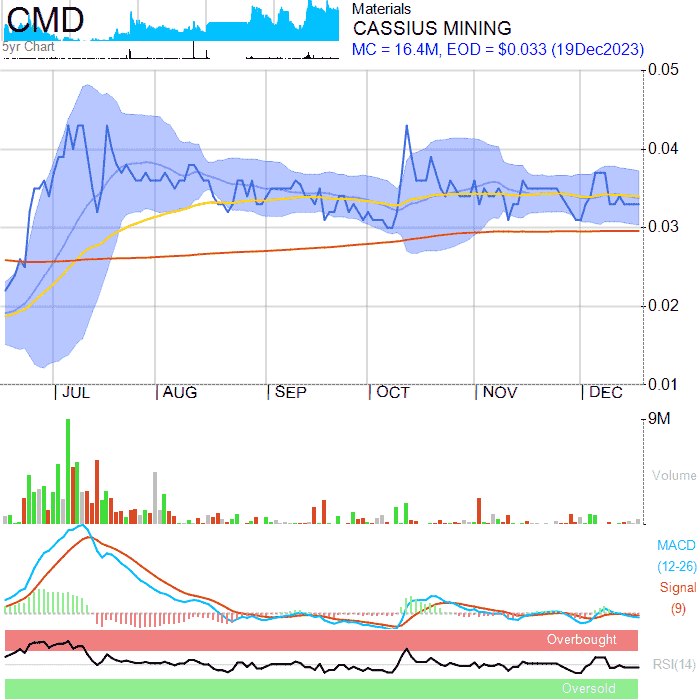 CMD
5yr Chart
Materials
CASSIUS MINING
MC = 16.4M, EOD = $0.033 (19Dec2023)
0.05
0.04
0.03
0.02
0.01
JUL AUG SEP OCT NOV DEC
9M
Volume
MACD
(12-26)
Signal
(9)
Overbought
RSI(14)
Oversold